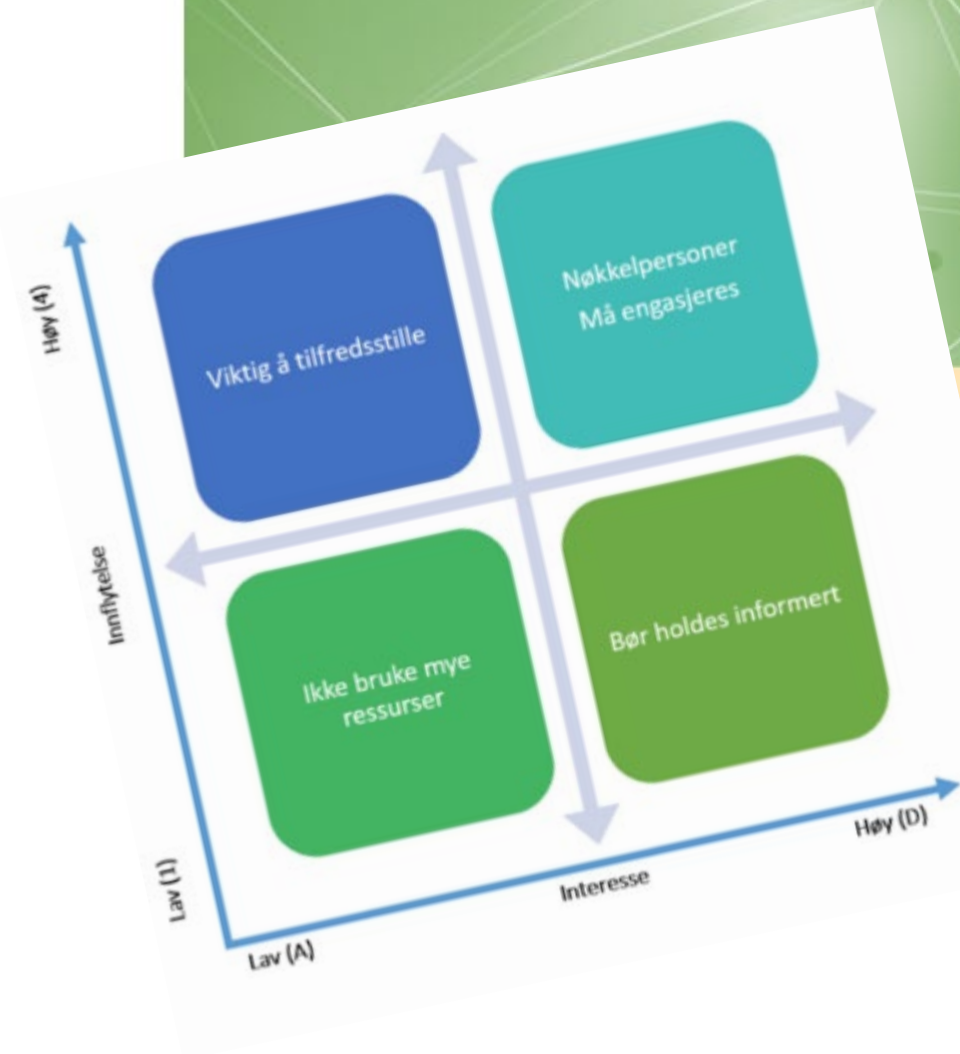 Høy (4)
Innflytelse
Lav (1)
Viktig å tilfredsstille
Nøkkelpersoner
Må engasjeres
Ikke bruke mye
ressurser
Bør holdes informert
Lav (A)
Interesse
Høy (D)